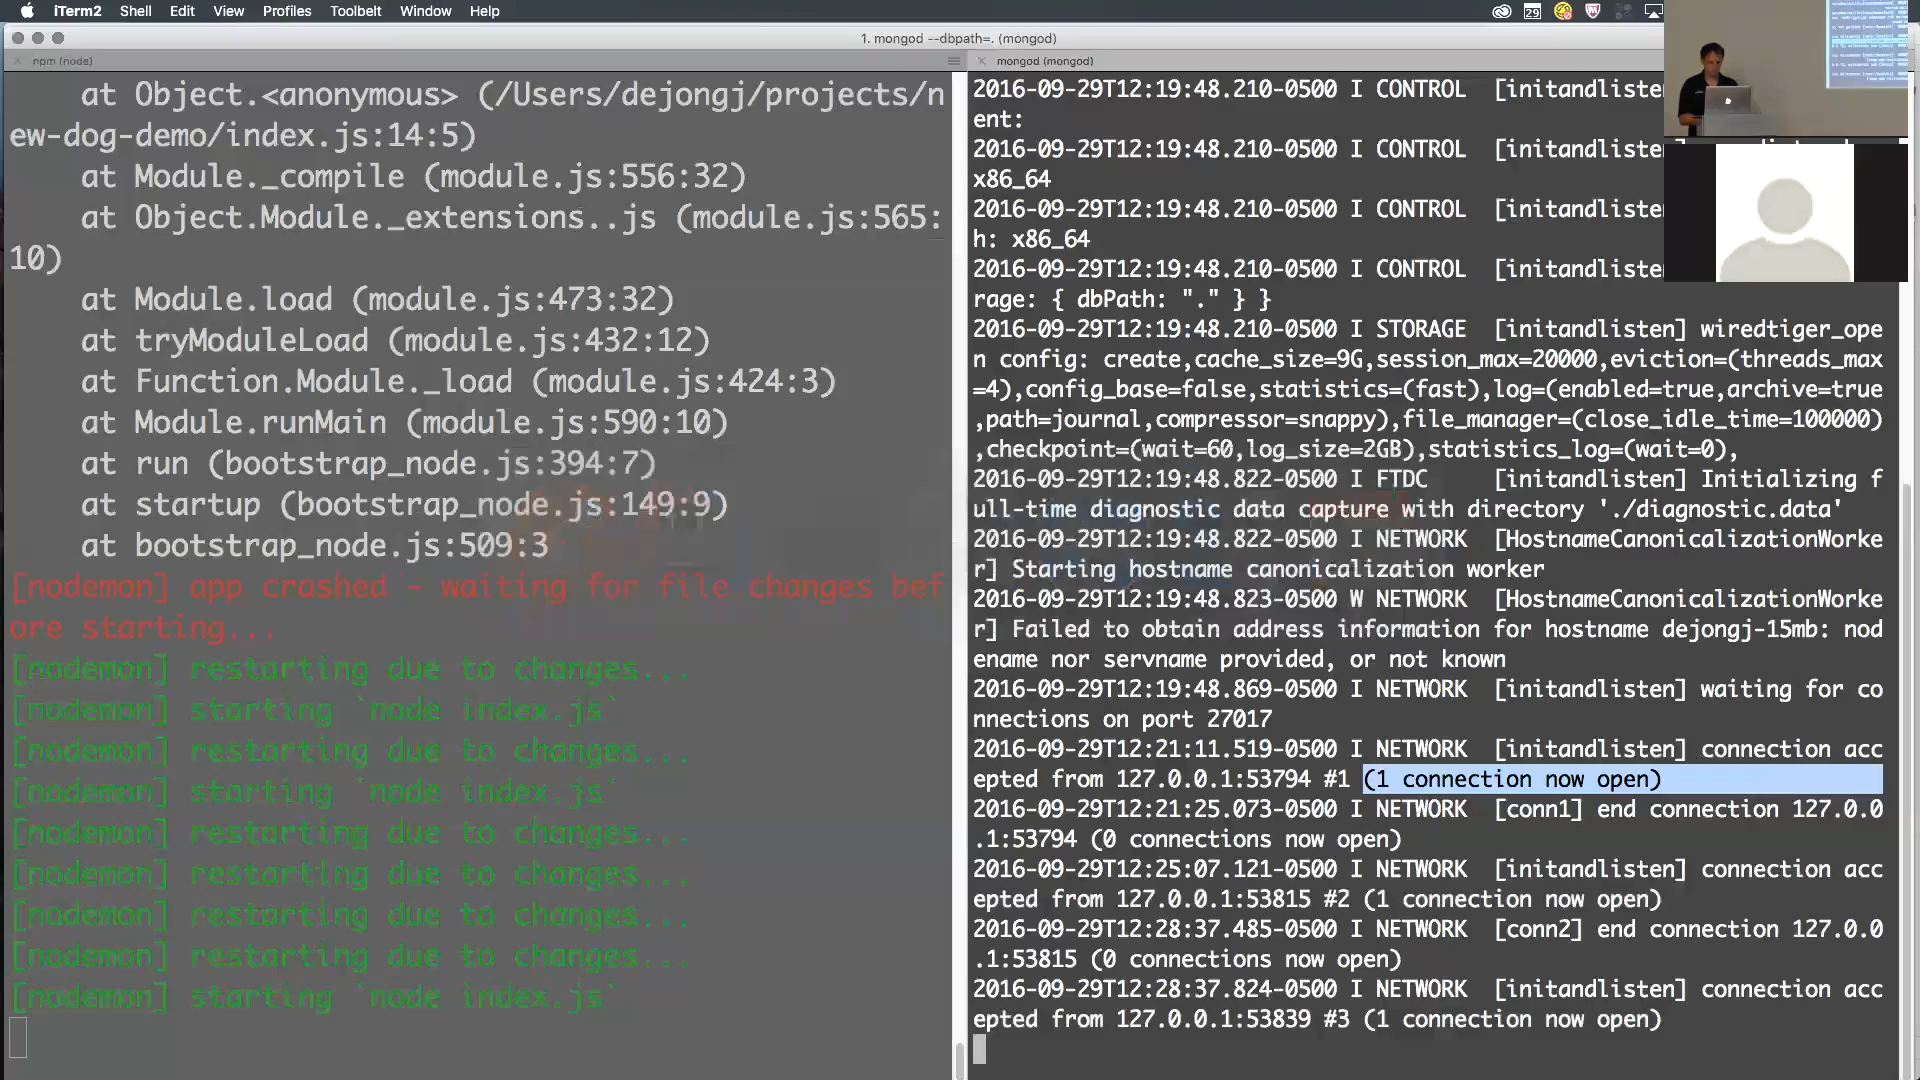 iTerm2 Shell Edit View Profiles Toolbelt Window Help
29
1. mongod --dbpath=. (mongod)
npm (node)
mongod (mongod)
at Object.<anonymous> (/Users/dejongj/projects/n
ew-dog-demo/index.js:14:5)
at Module._compile (module.js:556:32)
at Object.Module._extensions..js (module.js:565:
10)
at Module.load (module.js:473:32)
at tryModuleLoad (module.js:432:12)
at Function.Module._load (module.js:424:3)
at Module.runMain (module.js:590:10)
at run (bootstrap_node.js:394:7)
at startup (bootstrap_node.js:149:9)
at bootstrap_node.js:509:3
[nodemon] app crashed - waiting for file changes bef
ore starting...
[nodemon] restarting due to changes...
[nodemon] starting `node index.js`
[nodemon] restarting due to changes...
[nodemon] starting `node index.js`
[nodemon] restarting due to changes...
[nodemon] restarting due to changes...
[nodemon] restarting due to changes...
[nodemon] restarting due to changes...
[nodemon] starting `node index.js`
2016-09-29T12:19:48.210-0500 I CONTROL [initandlisten
ent:
2016-09-29T12:19:48.210-0500 I CONTROL [initandlisten
x86_64
2016-09-29T12:19:48.210-0500 I CONTROL [initandliste
h: x86_64
2016-09-29T12:19:48.210-0500 I CONTROL [initandliste
rage: { dbPath: "." } }
2016-09-29T12:19:48.210-0500 I STORAGE [initandlisten] wiredtiger_ope
n config: create,cache_size=9G,session_max=20000,eviction=(threads_max
=4),config_base=false,statistics=(fast),log=(enabled=true,archive=true
,path=journal,compressor=snappy),file_manager=(close_idle_time=100000)
,checkpoint=(wait=60,log_size=2GB),statistics_log=(wait=0),
2016-09-29T12:19:48.822-0500 I FTDC [initandlisten] Initializing f
ull-time diagnostic data capture with directory './diagnostic.data'
2016-09-29T12:19:48.822-0500 I NETWORK [HostnameCanonicalizationWorke
r] Starting hostname canonicalization worker
2016-09-29T12:19:48.823-0500 W NETWORK [HostnameCanonicalizationWorke
r] Failed to obtain address information for hostname dejongj-15mb: nod
ename nor servname provided, or not known
2016-09-29T12:19:48.869-0500 I NETWORK [initandlisten] waiting for co
nnections on port 27017
2016-09-29T12:21:11.519-0500 I NETWORK [initandlisten] connection acc
epted from 127.0.0.1:53794 #1 (1 connection now open)
2016-09-29T12:21:25.073-0500 I NETWORK [conn1] end connection 127.0.0
.1:53794 (0 connections now open)
2016-09-29T12:25:07.121-0500 I NETWORK [initandlisten] connection acc
epted from 127.0.0.1:53815 #2 (1 connection now open)
2016-09-29T12:28:37.485-0500 I NETWORK [conn2] end connection 127.0.0
.1:53815 (0 connections now open)
2016-09-29T12:28:37.824-0500 I NETWORK [initandlisten] connection acc
epted from 127.0.0.1:53839 #3 (1 connection now open)